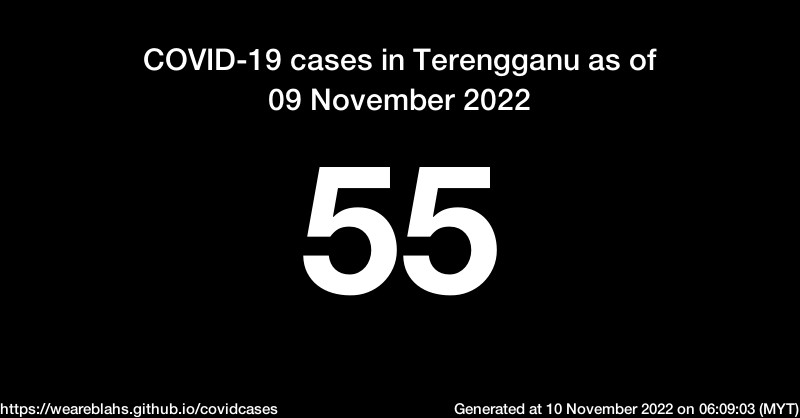 COVID-19 cases in Terengganu as of
09 November 2022
55
https://weareblahs.github.io/covidcases
Generated at 10 November 2022 on 06:09:03 (MYT)